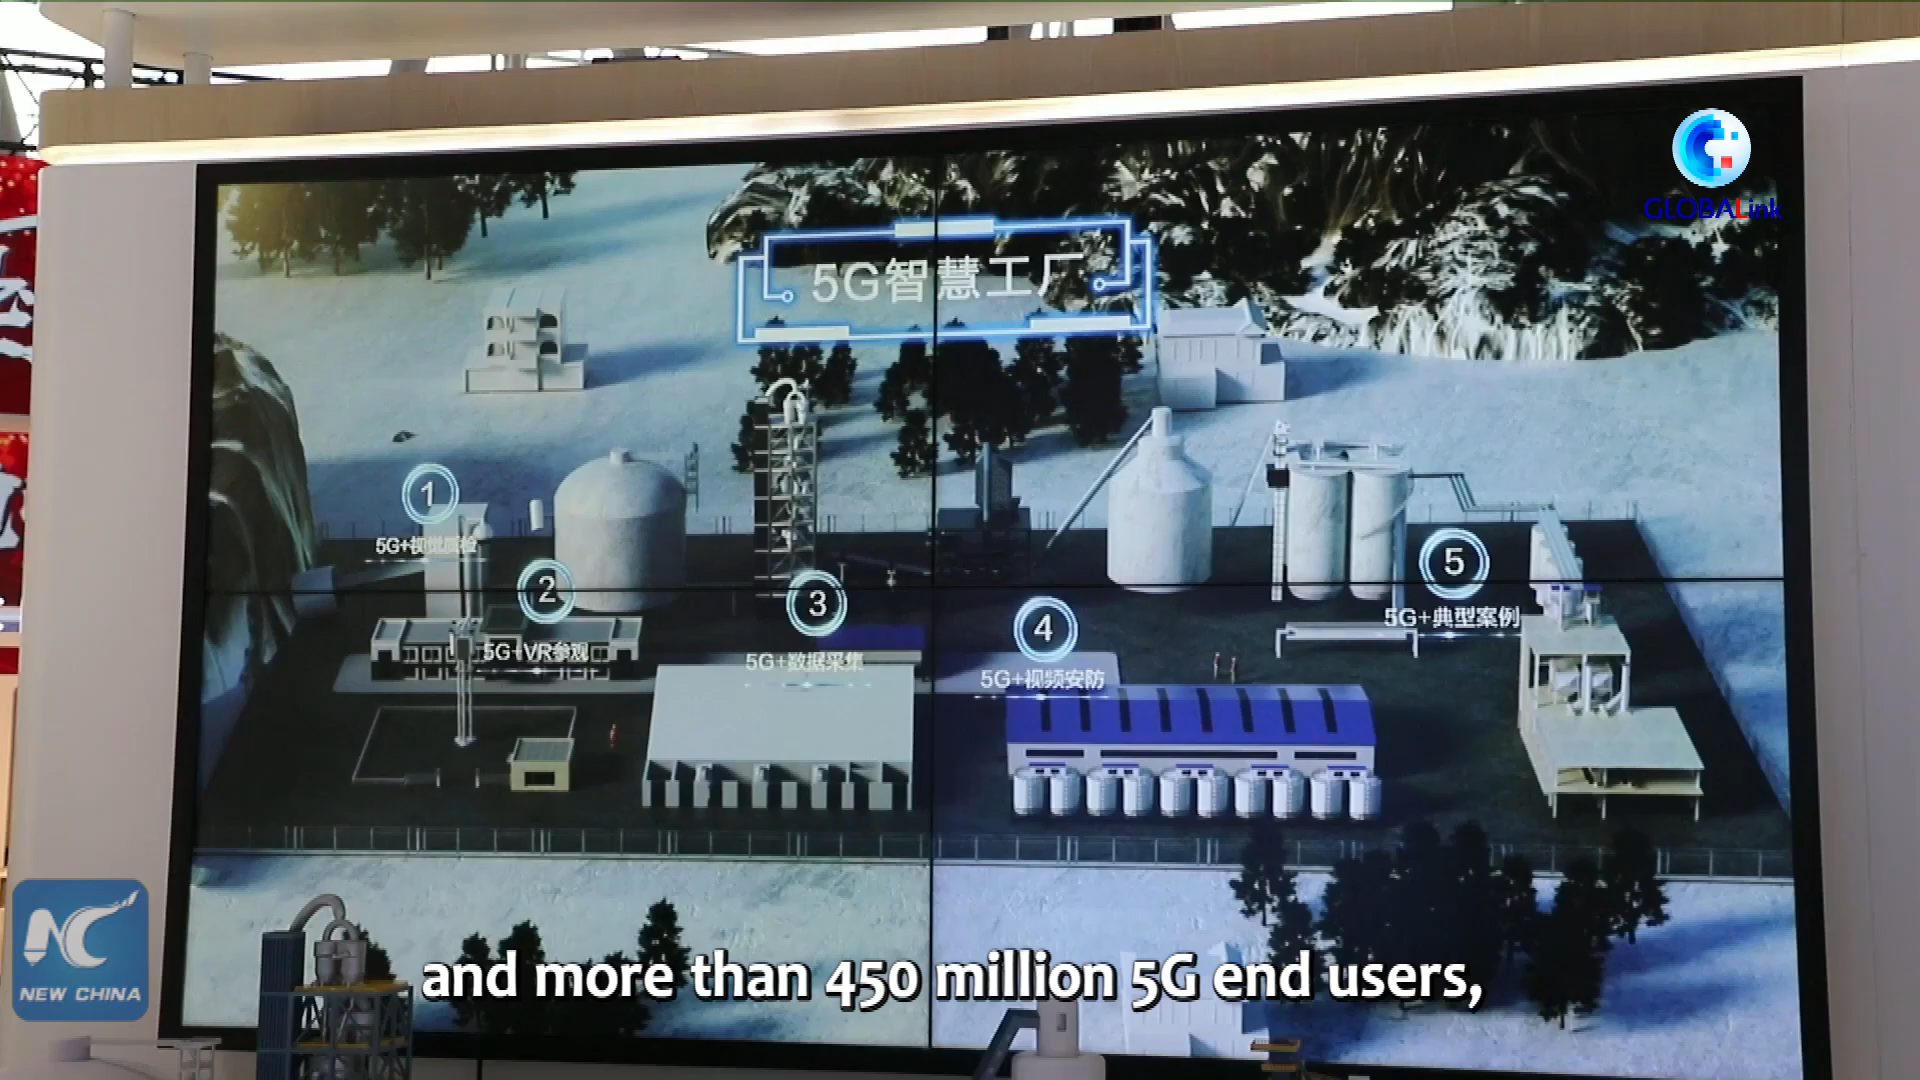 GLOBALink
5G智慧工厂
1
5G+视觉质检
2
5G+VR参观
3
5G+数据采集
4
5G+视频安防
5
5G+典型案例
NC
NEW CHINA
and more than 450 million 5G end users,